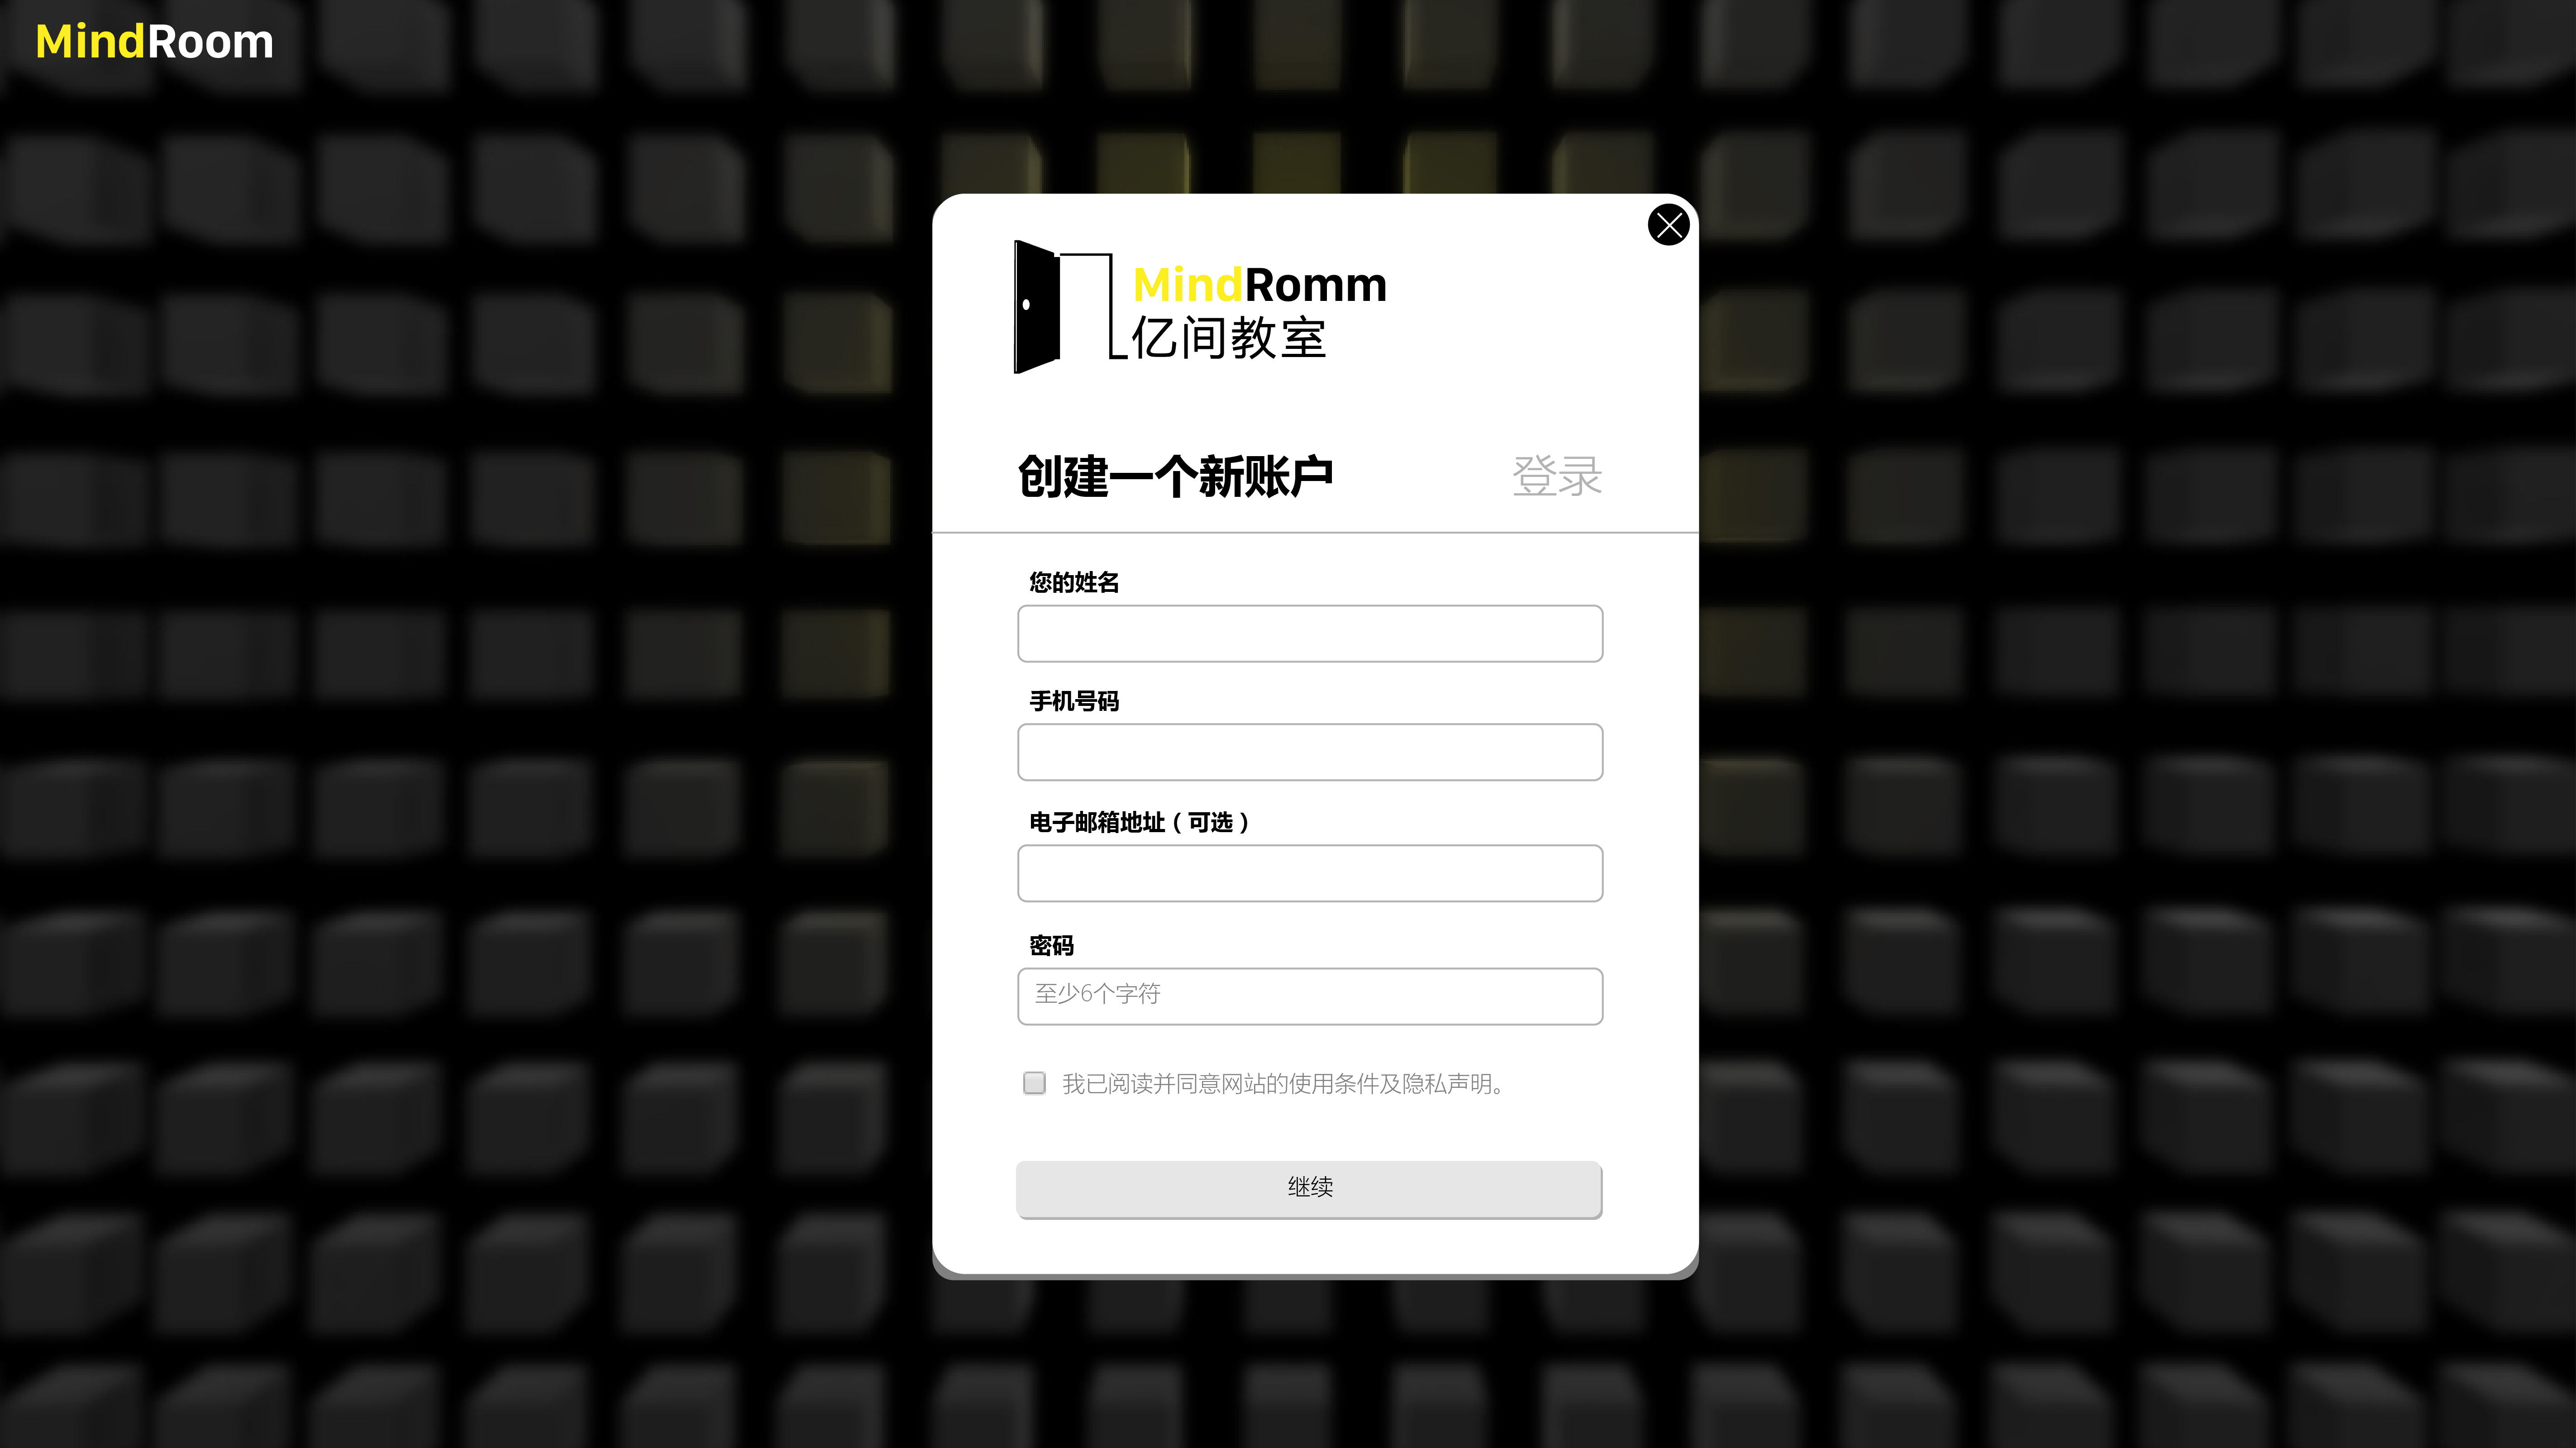 MindRoom
MindRomm
亿间教室
创建一个新账户 登录
您的姓名
手机号码
电子邮箱地址（可选）
密码
至少6个字符
我已阅读并同意网站的使用条件及隐私声明。
继续